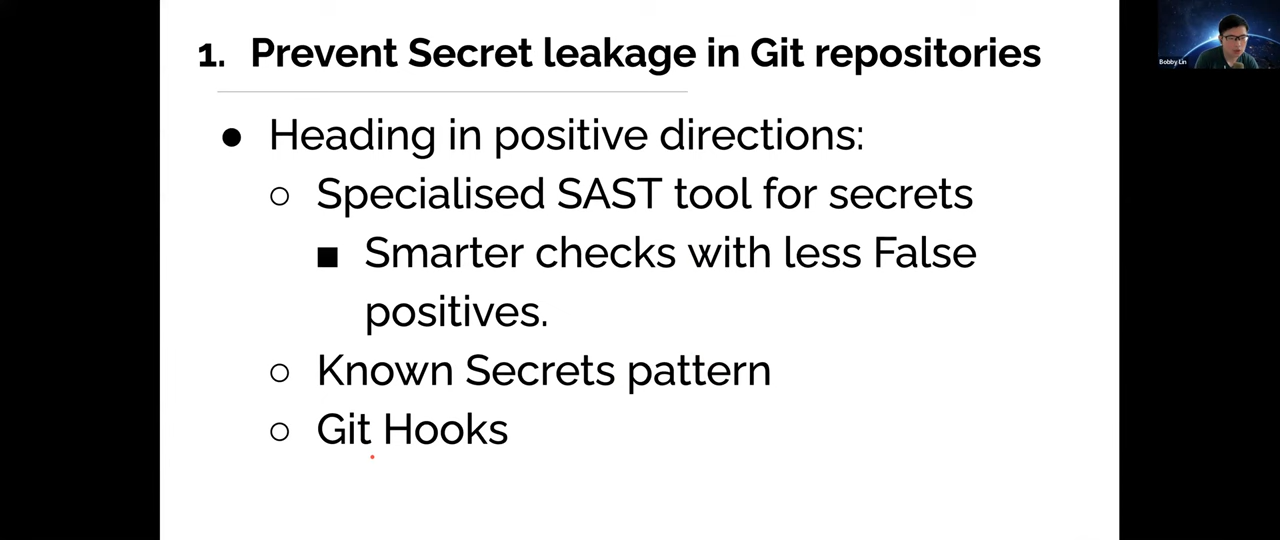 1. Prevent Secret leakage in Git repositories
● Heading in positive directions:
○ Specialised SAST tool for secrets
■ Smarter checks with less False
positives.
○ Known Secrets pattern
○ Git Hooks
Bobby Lin